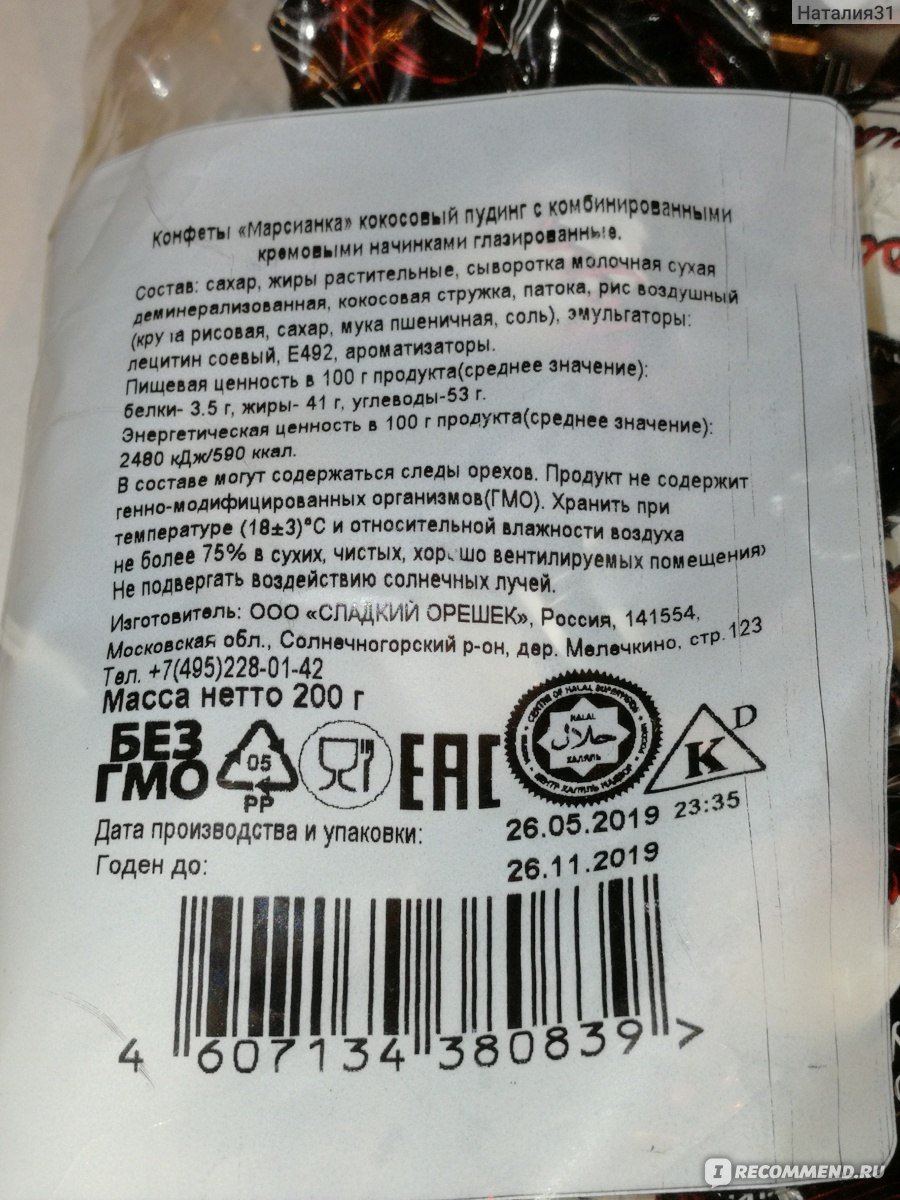 Наталия31
Конфеты «Марсианка» кокосовый пудинг с комбинированными
кремовыми начинками глазированные.
Состав: сахар, жиры растительные, сыворотка молочная сухая
деминерализованная, кокосовая стружка, патока, рис воздушный
(крупа рисовая, сахар, мука пшеничная, соль), эмульгаторы:
лецитин соевый, Е492, ароматизаторы.
Пищевая ценность в 100 г продукта(среднее значение):
белки- 3.5 г, жиры- 41 г, углеводы-53 г.
Энергетическая ценность в 100 г продукта(среднее значение):
2480 кДж/590 ккал.
В составе могут содержаться следы орехов. Продукт не содержит
генно-модифицированных организмов(ГМО). Хранить при
температуре (18±3)°С и относительной влажности воздуха
не более 75% в сухих, чистых, хорошо вентилируемых помещения
Не подвергать воздействию солнечных лучей.
Изготовитель: ООО «СЛАДКИЙ ОРЕШЕК», Россия, 141554,
Московская обл., Солнечногорский р-он, дер. Мелечкино, стр.123
Тел. +7(495)228-01-42
Масса нетто 200 г
БЕЗ
ГМО
05
PP
EAC
CENTRE OF HALAL SUPERVISION
HALAL
حلال
ХАЛЯЛЬ
K D
Дата производства и упаковки: 26.05.2019 23:35
Годен до: 26.11.2019
4 607134 380839 >
IRECOMMEND.RU